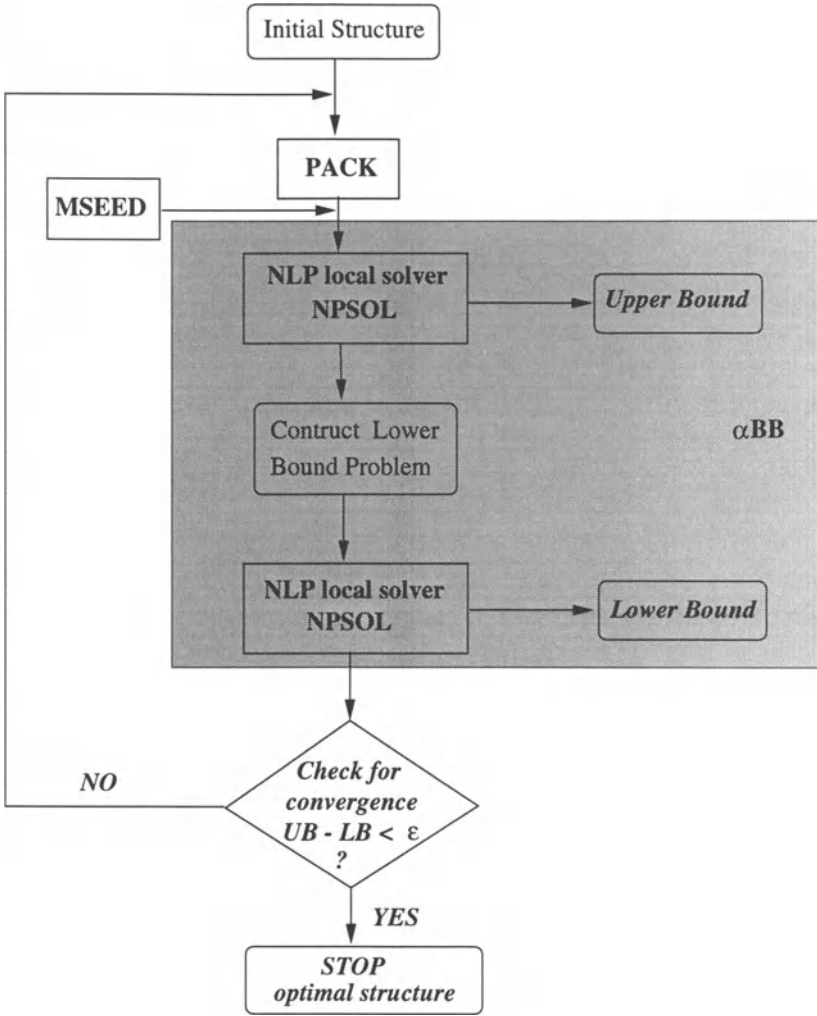 Initial Structure
PACK
MSEED
NLP local solver
NPSOL
Upper Bound
Contruct Lower
Bound Problem
αBB
NLP local solver
NPSOL
Lower Bound
NO
Check for
convergence
UB - LB < ε
?
YES
STOP
optimal structure